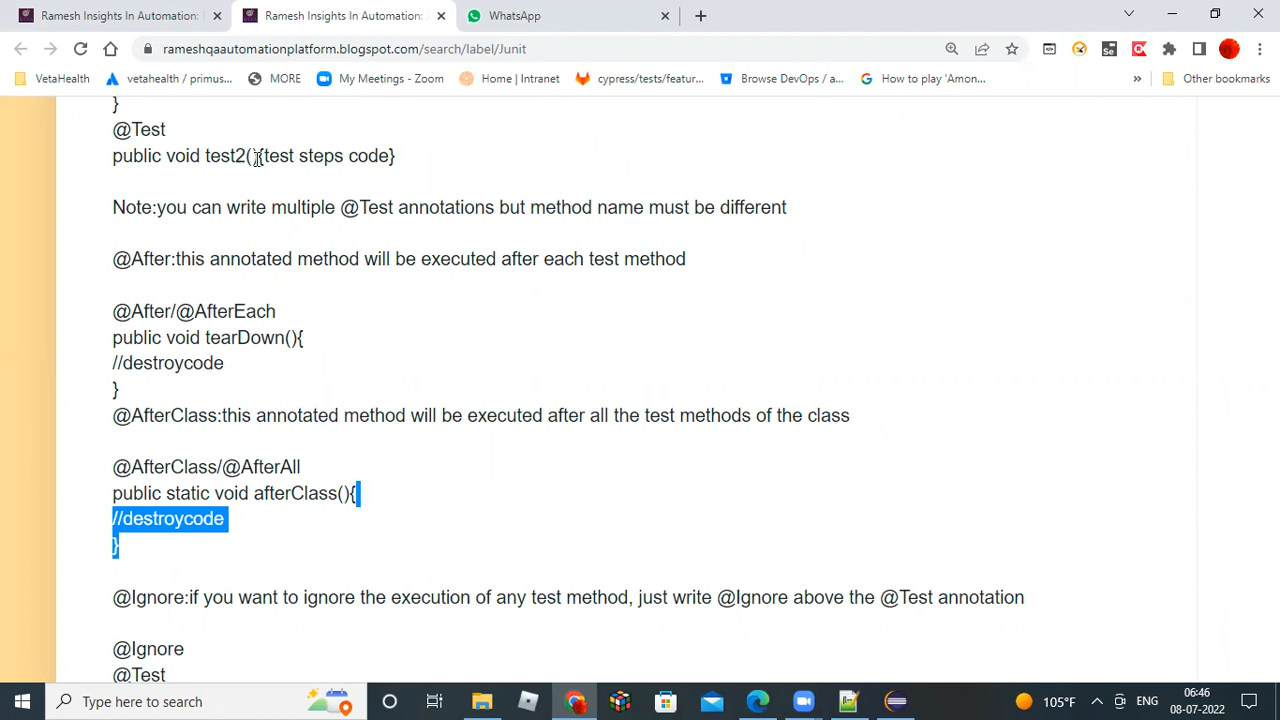 Ramesh Insights In Automation:
Ramesh Insights In Automation:
WhatsApp
rameshqaautomationplatform.blogspot.com/search/label/Junit
VetaHealth
vetahealth / primus...
MORE
My Meetings - Zoom
Home | Intranet
cypress/tests/featur...
Browse DevOps / a...
How to play 'Amon...
»
Other bookmarks
}
@Test
public void test2(){test steps code}
Note:you can write multiple @Test annotations but method name must be different
@After:this annotated method will be executed after each test method
@After/@AfterEach
public void tearDown(){
//destroycode
}
@AfterClass:this annotated method will be executed after all the test methods of the class
@AfterClass/@AfterAll
public static void afterClass(){
//destroycode
}
@Ignore:if you want to ignore the execution of any test method, just write @Ignore above the @Test annotation
@Ignore
@Test
Type here to search
105°F
ENG
06:46
08-07-2022